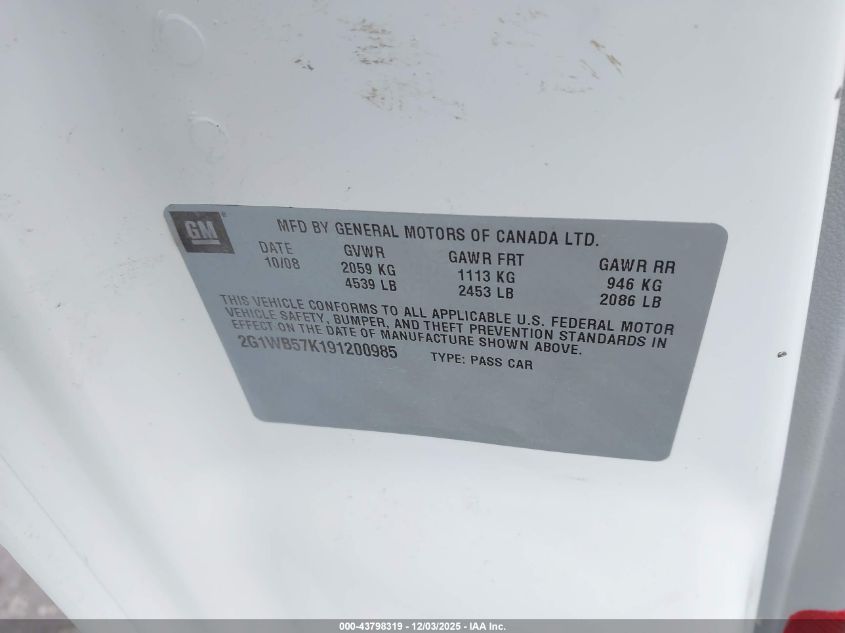 GM
MFD BY GENERAL MOTORS OF CANADA LTD.
DATE GVWR GAWR FRT GAWR RR
10/08 2059 KG 1113 KG 946 KG
4539 LB 2453 LB 2086 LB
THIS VEHICLE CONFORMS TO ALL APPLICABLE U.S. FEDERAL MOTOR
VEHICLE SAFETY, BUMPER, AND THEFT PREVENTION STANDARDS IN
EFFECT ON THE DATE OF MANUFACTURE SHOWN ABOVE.
2G1WB57K191200985 TYPE: PASS CAR
000-43798319 - 12/03/2025 - IAA Inc.